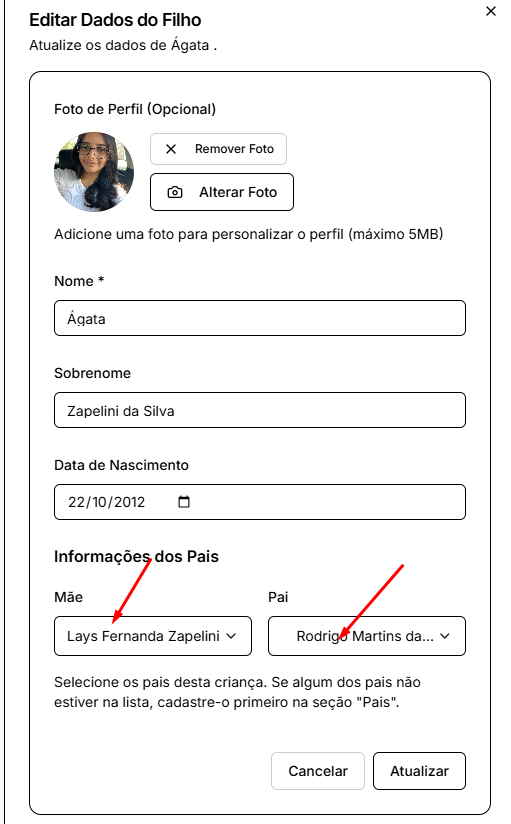 Editar Dados do Filho
Atualize os dados de Ágata .
Foto de Perfil (Opcional)
Remover Foto
Alterar Foto
Adicione uma foto para personalizar o perfil (máximo 5MB)
Nome *
Ágata
Sobrenome
Zapelini da Silva
Data de Nascimento
22/10/2012
Informações dos Pais
Mãe
Pai
Lays Fernanda Zapelini
Rodrigo Martins da...
Selecione os pais desta criança. Se algum dos pais não
estiver na lista, cadastre-o primeiro na seção "Pais".
Cancelar
Atualizar